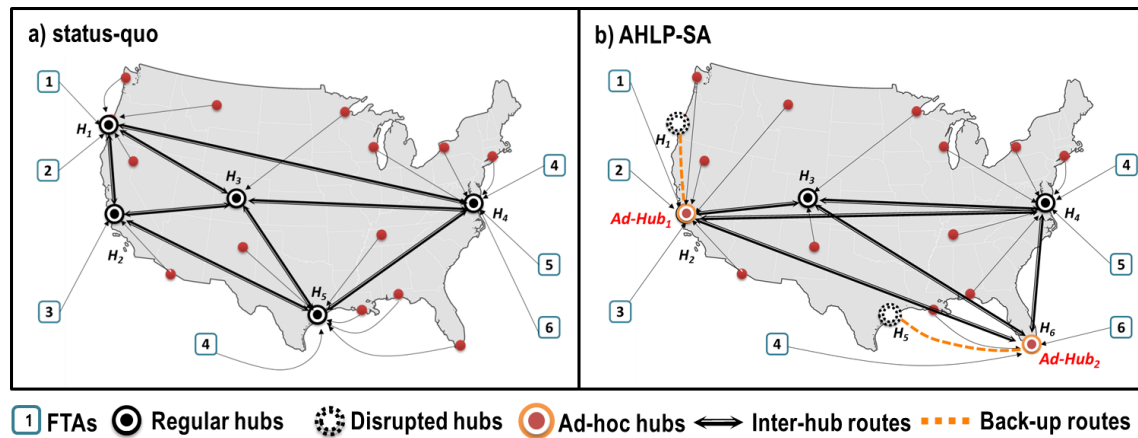 a) status-quo
1
H1
2
H2
3
H3
H4
H5
4
5
6
4
b) AHLP-SA
1
H1
2
Ad-Hub1
H2
3
H3
H4
H5
4
5
6
H6
Ad-Hub2
4
1 FTAs Regular hubs Disrupted hubs Ad-hoc hubs Inter-hub routes Back-up routes